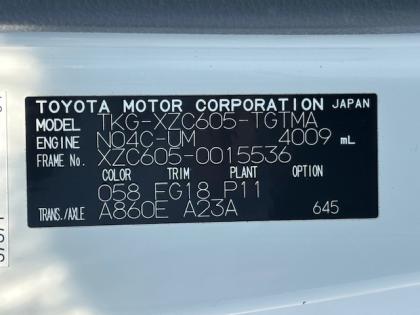 TOYOTA MOTOR CORPORATION JAPAN
MODEL TKG-XZC605-TGTMA
ENGINE N04C-UM 4009 mL
FRAME No. XZC605-0015536
COLOR TRIM PLANT OPTION
058 FG18 P11
TRANS./AXLE A860E A23A 645